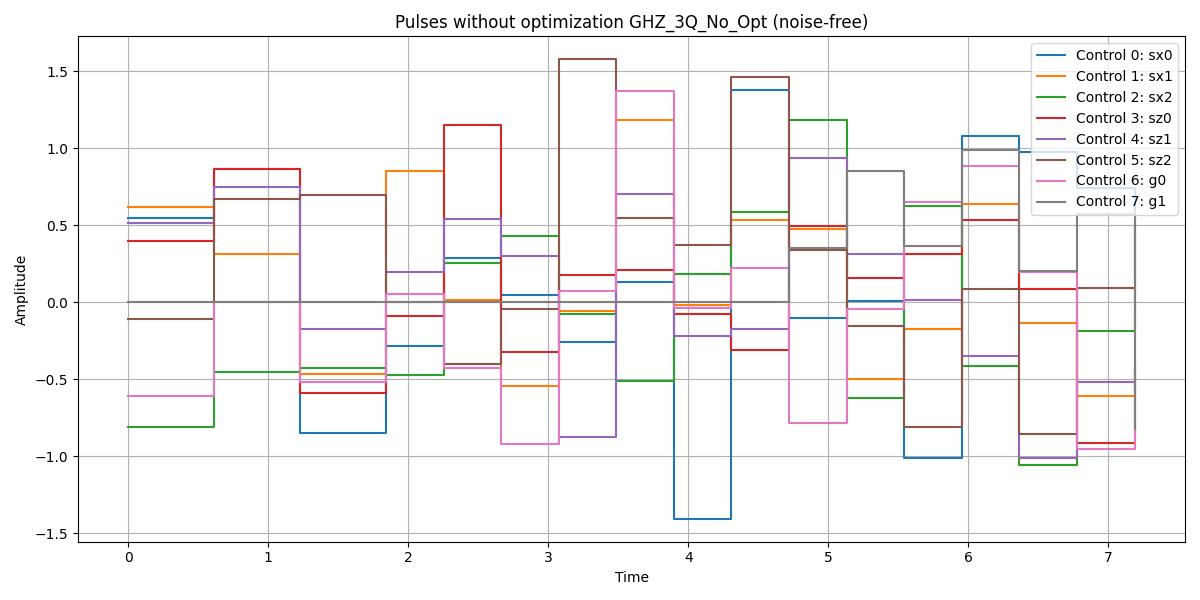 Pulses without optimization GHZ_3Q_No_Opt (noise-free)
Control 0: sx0
Control 1: sx1
Control 2: sx2
Control 3: sz0
Control 4: sz1
Control 5: sz2
Control 6: g0
Control 7: g1
Amplitude
1.5
1.0
0.5
0.0
−0.5
−1.0
−1.5
0 1 2 3 4 5 6 7
Time